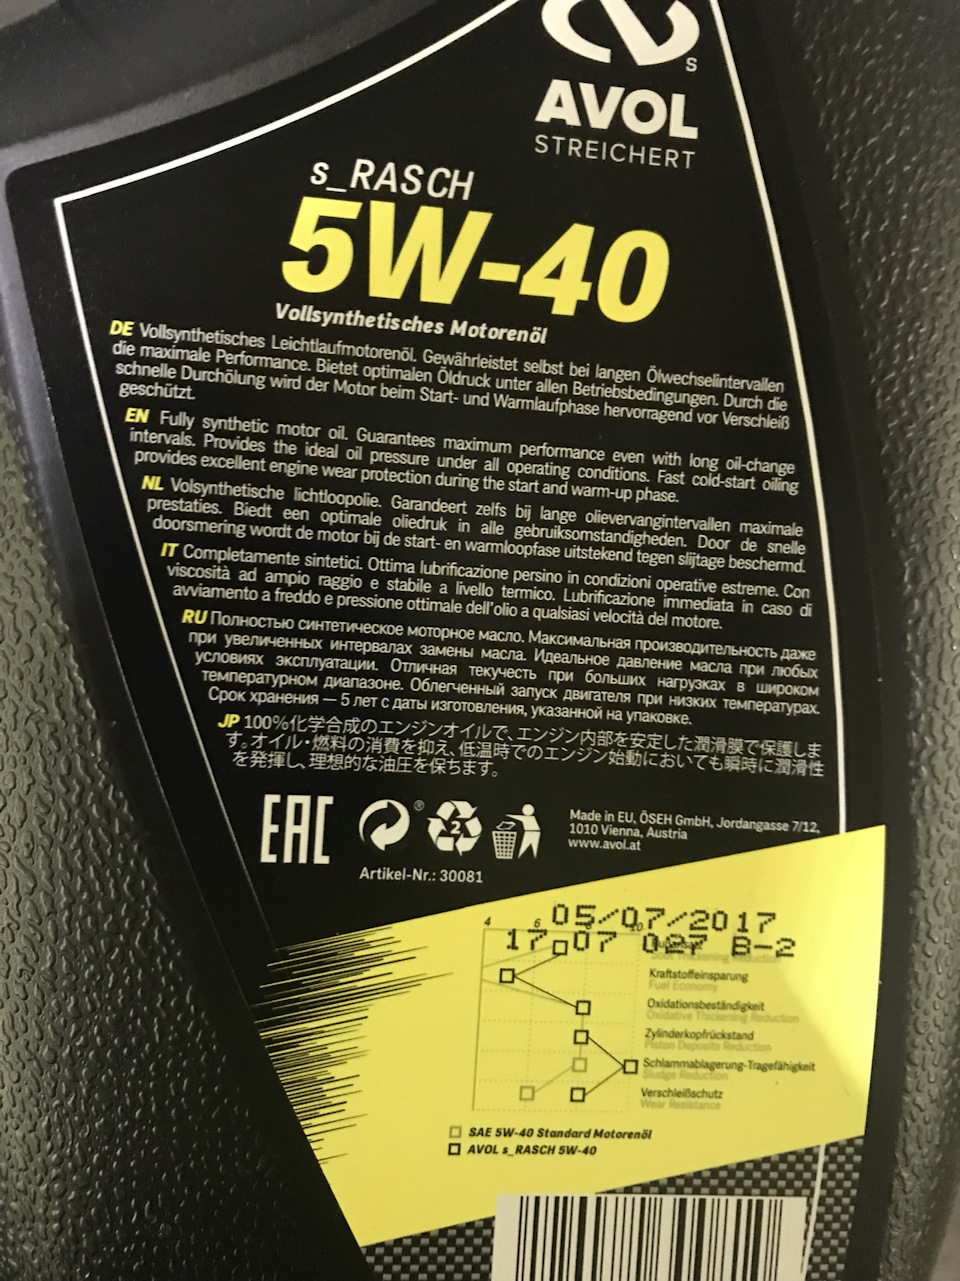 S
AVOL
STREICHERT
s_RASCH
5W-40
Vollsynthetisches Motorenöl
DE Vollsynthetisches Leichtlaufmotorenöl. Gewährleistet selbst bei langen Ölwechselintervallen
die maximale Performance. Bietet optimalen Öldruck unter allen Betriebsbedingungen. Durch die
schnelle Durchölung wird der Motor beim Start- und Warmlaufphase hervorragend vor Verschleiß
geschützt.
EN Fully synthetic motor oil. Guarantees maximum performance even with long oil-change
intervals. Provides the ideal oil pressure under all operating conditions. Fast cold-start oiling
provides excellent engine wear protection during the start and warm-up phase.
NL Volsynthetische lichtloopolie. Garandeert zelfs bij lange olievervangintervallen maximale
prestaties. Biedt een optimale oliedruk in alle gebruiksomstandigheden. Door de snelle
doorsmering wordt de motor bij de start- en warmloopfase uitstekend tegen slijtage beschermd.
IT Completamente sintetici. Ottima lubrificazione persino in condizioni operative estreme. Con
viscosità ad ampio raggio e stabile a livello termico. Lubrificazione immediata in caso di
avviamento a freddo e pressione ottimale dell'olio a qualsiasi velocità del motore.
RU Полностью синтетическое моторное масло. Максимальная производительность даже
при увеличенных интервалах замены масла. Идеальное давление масла при любых
условиях эксплуатации. Отличная текучесть при больших нагрузках в широком
температурном диапазоне. Облегченный запуск двигателя при низких температурах.
Срок хранения — 5 лет с даты изготовления, указанной на упаковке.
JP 100%化学合成のエンジンオイルで、エンジン内部を安定した潤滑膜で保護しま
す。オイル・燃料の消費を抑え、低温時でのエンジン始動においても瞬時に潤滑性
を発揮し、理想的な油圧を保ちます。
EAC
®
2
Made in EU, ÖSEH GmbH, Jordangasse 7/12,
1010 Vienna, Austria
www.avol.at
Artikel-Nr.: 30081
4 6 10
05/07/2017
17 07 027 B-2
Kraftstoffeinsparung
Fuel Economy
Oxidationsbeständigkeit
Oxidative Thickening Reduction
Zylinderkopfrückstand
Piston Deposits Reduction
Schlammablagerung-Tragefähigkeit
Sludge Reduction
Verschleißschutz
Wear Resistance
SAE 5W-40 Standard Motorenöl
AVOL s_RASCH 5W-40